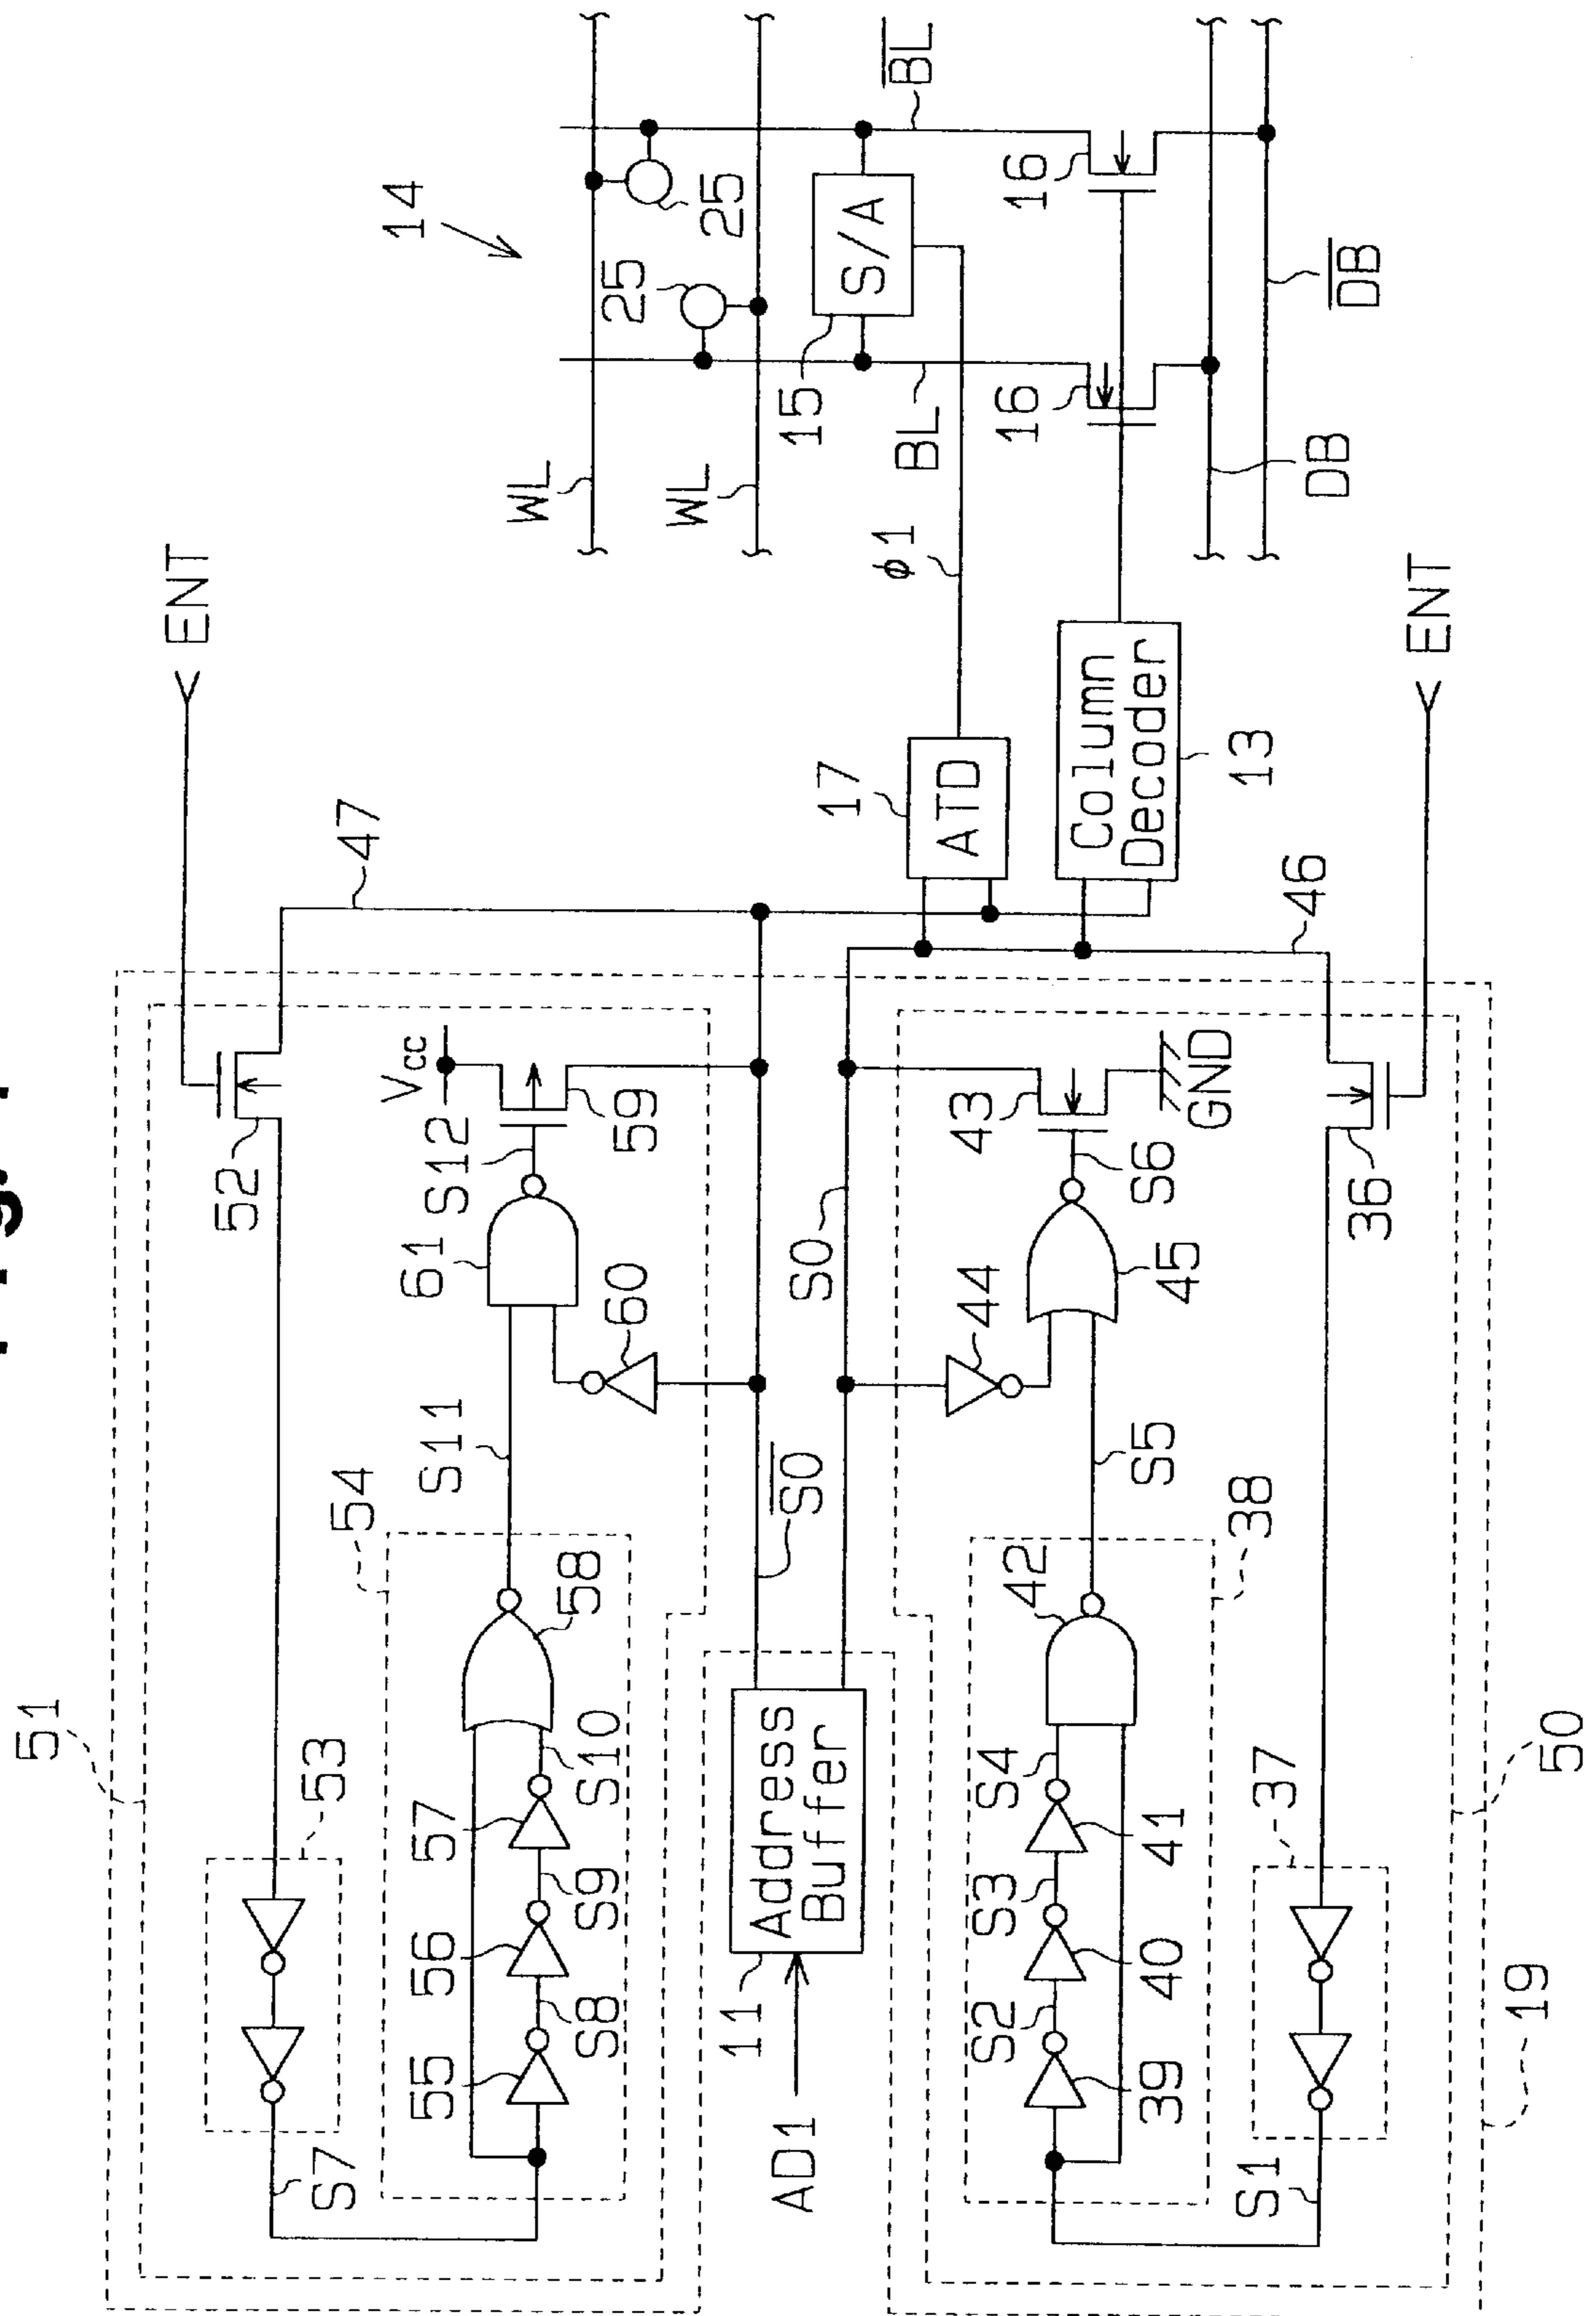 ENT
47
52
Vcc
S12
59
61
60
S11
54
58
S10
57
S9
56
S8
55
53
S7
51
14
WL
WL
25
25
BL
BL
S/A
15
16
16
DB
DB
φ1
17
ATD
Column
Decoder
13
46
ENT
S0
S0
Address
Buffer
11
AD1
43
GND
S6
36
44
45
S5
38
42
S4
41
S3
40
S2
39
37
S1
50
19